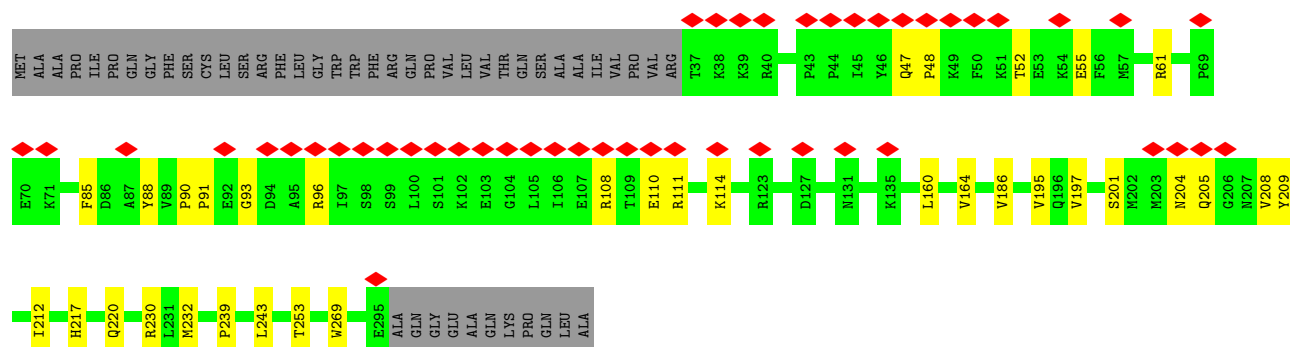 MET ALA ALA PRO ILE PRO GLN GLY PHE SER CYS LEU SER ARG PHE LEU GLY TRP TRP PHE ARG GLN PRO VAL LEU VAL THR GLN SER ALA ALA ILE VAL PRO VAL ARG T37 K38 K39 R40 P43 P44 I45 Y46 Q47 P48 K49 F50 K51 T52 E53 K54 E55 F56 M57 R61 P69
E70 K71 F85 D86 A87 Y88 V89 P90 P91 E92 G93 D94 A95 R96 I97 S98 S99 L100 S101 K102 E103 G104 L105 I106 E107 R108 T109 E110 R111 K114 R123 D127 N131 K135 L160 V164 V186 V195 Q196 V197 S201 M202 M203 N204 Q205 G206 N207 V208 Y209
I212 H217 Q220 R230 L231 M232 P239 L243 T253 W269 E295 ALA GLN GLY GLU ALA GLN LYS PRO GLN LEU ALA